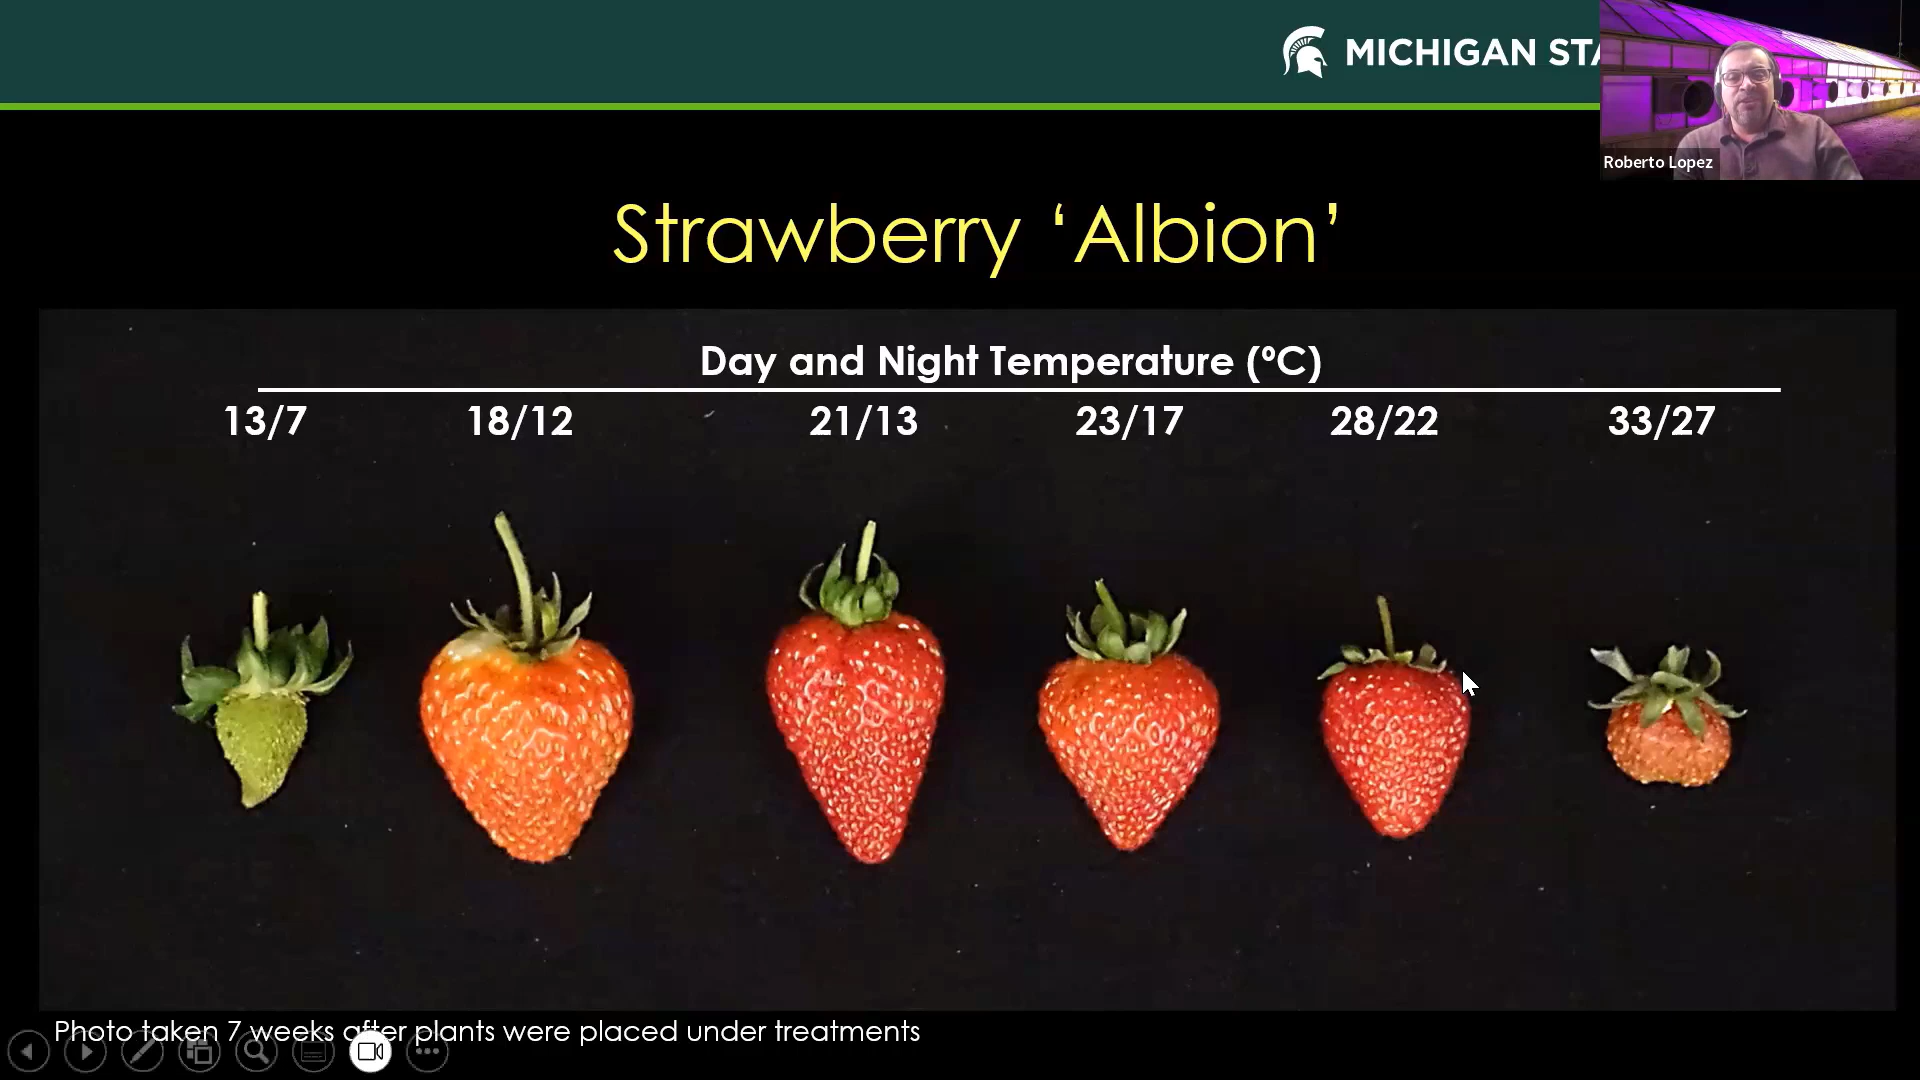 MICHIGAN STA
Roberto Lopez
Strawberry ‘Albion’
Day and Night Temperature (ºC)
13/7 18/12 21/13 23/17 28/22 33/27
Photo taken 7 weeks after plants were placed under treatments